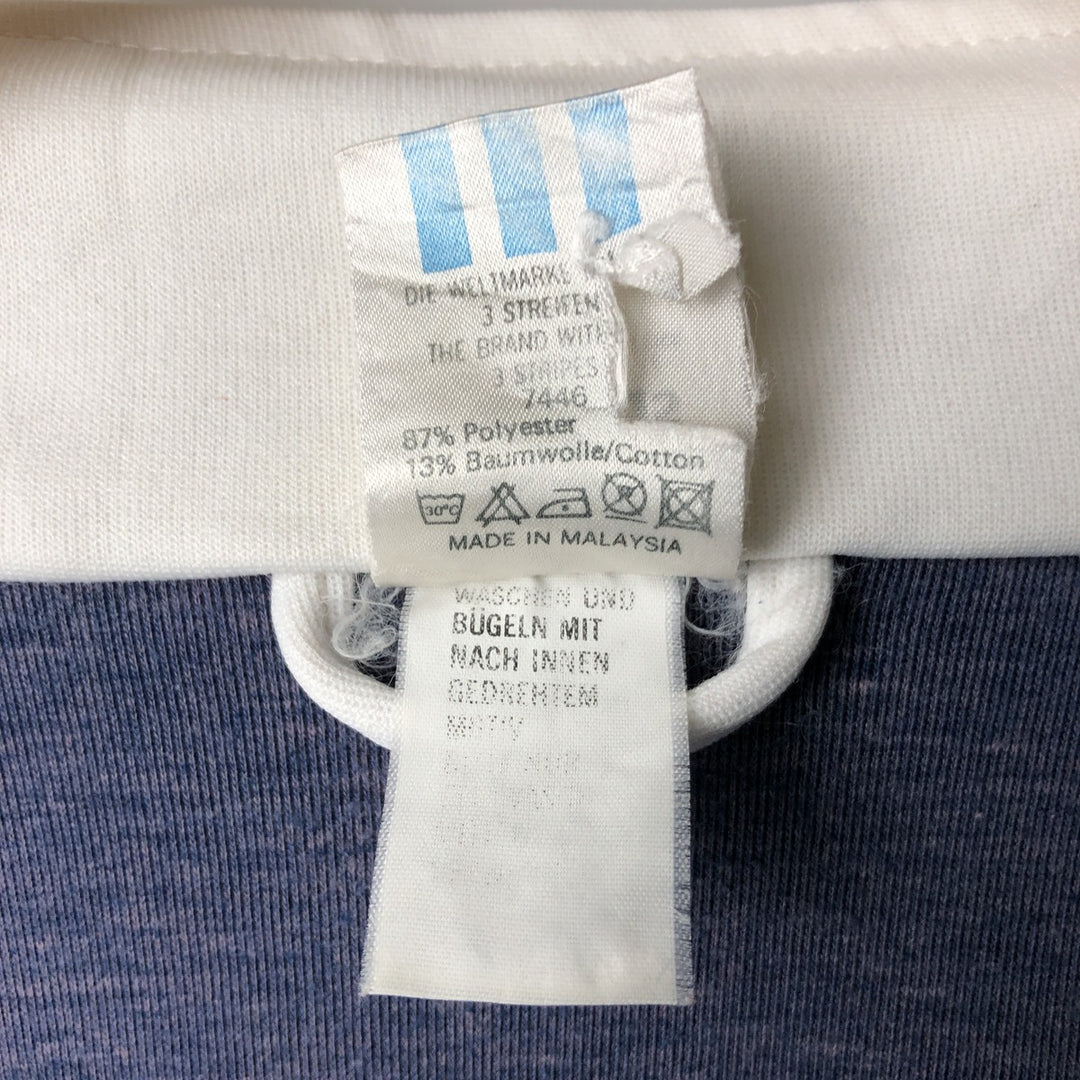 DIE WELTMARKE
3 STREIFEN
THE BRAND WITH
3 STRIPES
7446
87% Polyester
13% Baumwolle/Cotton
30°C
MADE IN MALAYSIA
WASCHEN UND
BÜGELN MIT
NACH INNEN
GEDREHTEM